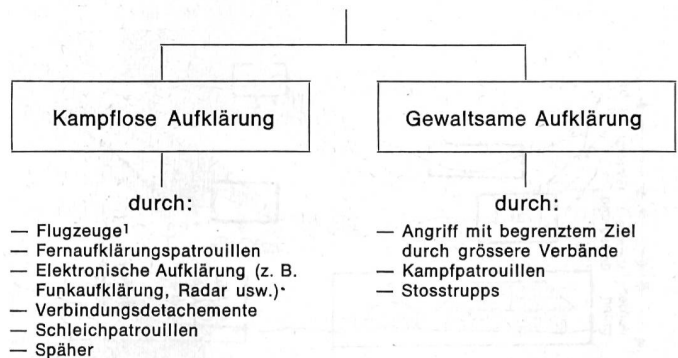 Kampflose Aufklärung
durch:
— Flugzeuge¹
— Fernaufklärungspatrouillen
— Elektronische Aufklärung (z. B.
Funkaufklärung, Radar usw.)
— Verbindungsdetachemente
— Schleichpatrouillen
— Späher
Gewaltsame Aufklärung
durch:
— Angriff mit begrenztem Ziel
durch grössere Verbände
— Kampfpatrouillen
— Stosstrupps